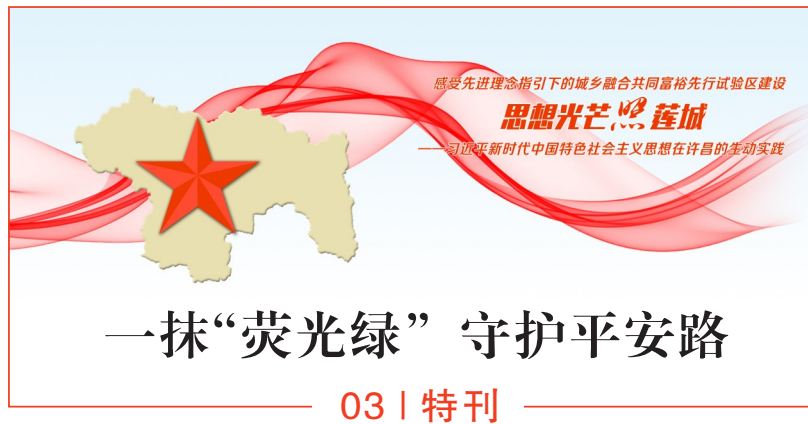 感受先进理念指引下的城乡融合共同富裕先行试验区建设
思想光芒照莲城
——习近平新时代中国特色社会主义思想在许昌的生动实践
一抹“荧光绿” 守护平安路
03 | 特刊